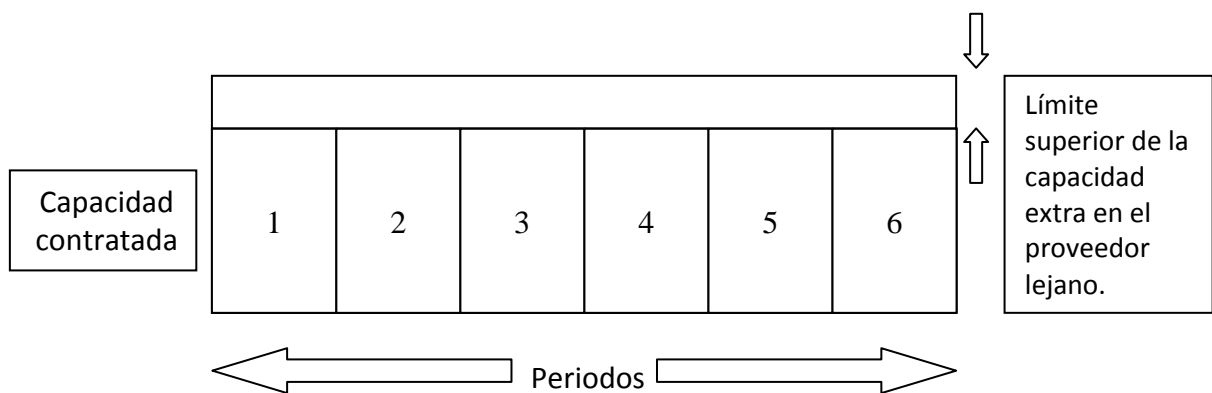 Capacidad
contratada
1 2 3 4 5 6
Límite
superior de la
capacidad
extra en el
proveedor
lejano.
Periodos